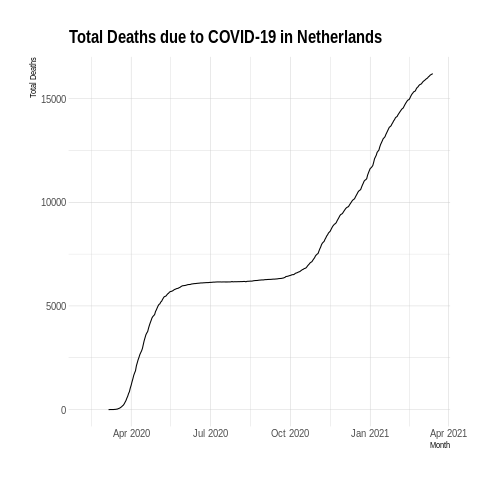 Total Deaths due to COVID-19 in Netherlands
Total Deaths
15000
10000
5000
0
Apr 2020
Jul 2020
Oct 2020
Jan 2021
Apr 2021
Month